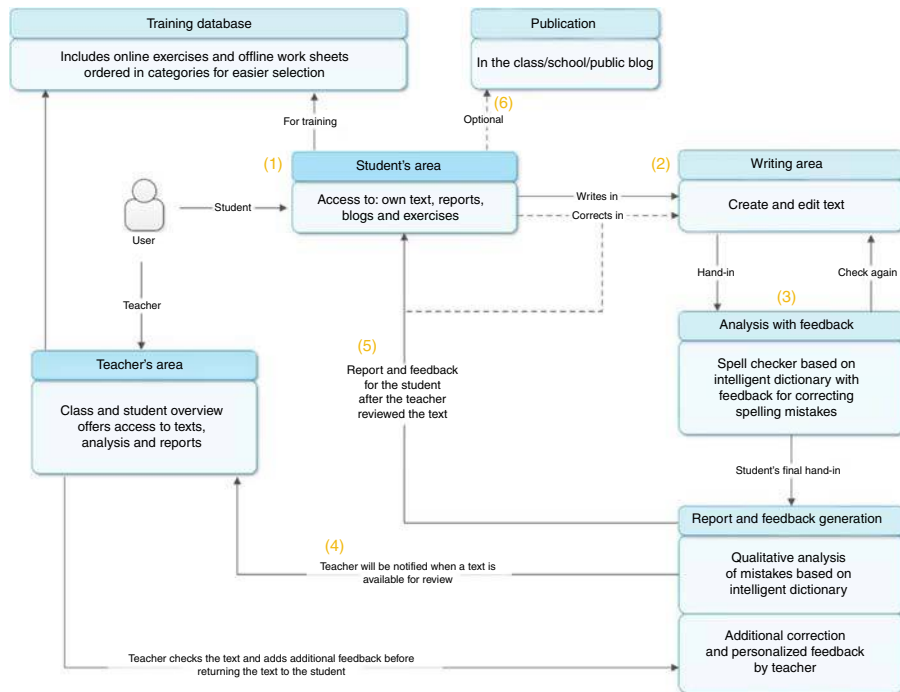 Training database
Includes online exercises and offline work sheets
ordered in categories for easier selection
Publication
In the class/school/public blog
(6)
For training
Optional
(1)
Student's area
Access to: own text, reports,
blogs and exercises
(2)
Writing area
Create and edit text
Writes in
Corrects in
Student
User
Teacher
Hand-in
Check again
(3)
Analysis with feedback
Spell checker based on
intelligent dictionary with
feedback for correcting
spelling mistakes
(5)
Report and feedback
for the student
after the teacher
reviewed the text
Teacher's area
Class and student overview
offers access to texts,
analysis and reports
Student's final hand-in
Report and feedback generation
Qualitative analysis
of mistakes based on
intelligent dictionary
(4)
Teacher will be notified when a text is
available for review
Additional correction
and personalized feedback
by teacher
Teacher checks the text and adds additional feedback before
returning the text to the student